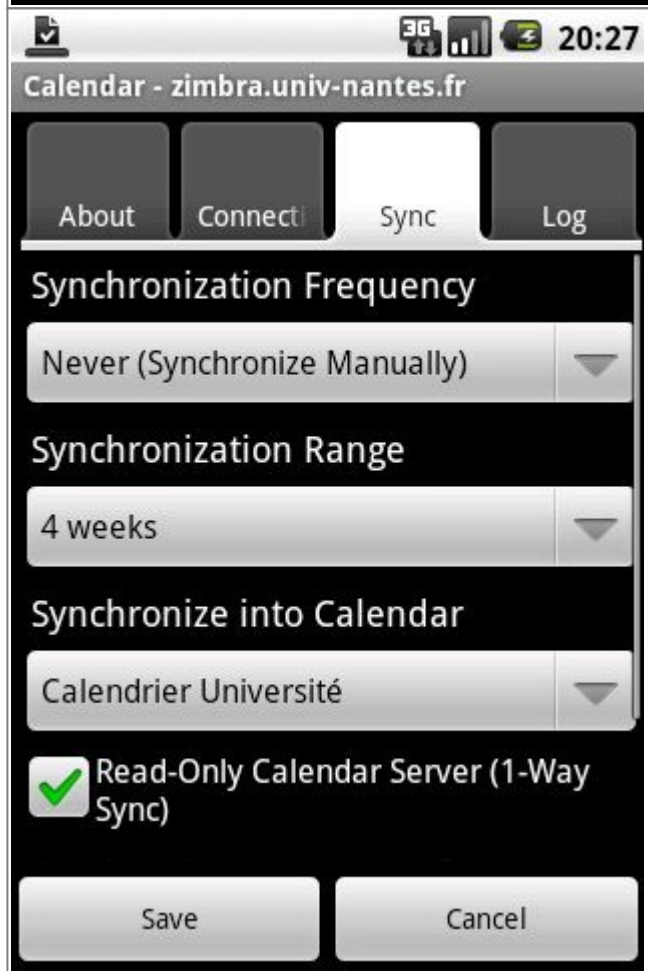 3G 20:27
Calendar - zimbra.univ-nantes.fr
About Connecti Sync Log
Synchronization Frequency
Never (Synchronize Manually)
Synchronization Range
4 weeks
Synchronize into Calendar
Calendrier Université
Read-Only Calendar Server (1-Way
Sync)
Save Cancel